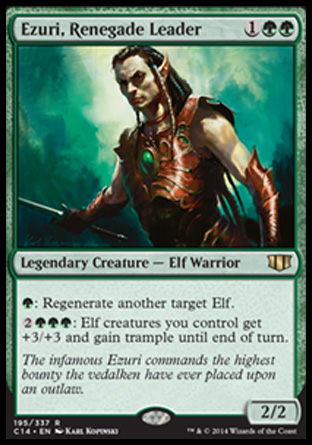 Ezuri, Renegade Leader 1
Legendary Creature — Elf Warrior
: Regenerate another target Elf.
2 : Elf creatures you control get
+3/+3 and gain trample until end of turn.
The infamous Ezuri commands the highest
bounty the vedalken have ever placed upon
an outlaw.
2/2
195/337 R
C14 • EN Karl Kopinski
™ & © 2014 Wizards of the Coast